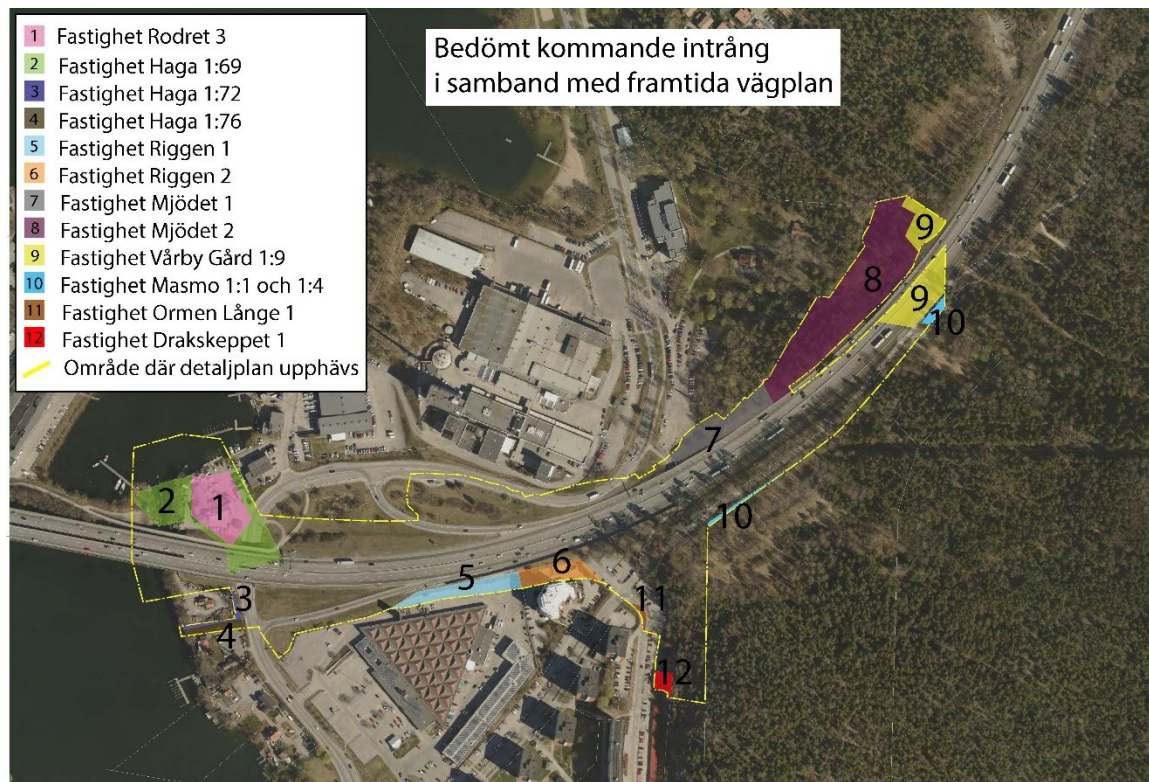 Bedömt kommande intrång
i samband med framtida vägplan
1 Fastighet Rodret 3
2 Fastighet Haga 1:69
3 Fastighet Haga 1:72
4 Fastighet Haga 1:76
5 Fastighet Riggen 1
6 Fastighet Riggen 2
7 Fastighet Mjödet 1
8 Fastighet Mjödet 2
9 Fastighet Vårby Gård 1:9
10 Fastighet Masmo 1:1 och 1:4
11 Fastighet Ormen Långe 1
12 Fastighet Drakskeppet 1
Område där detaljplan upphävs
9
8
9
10
7
2
1
10
6
5
3
11
4
12